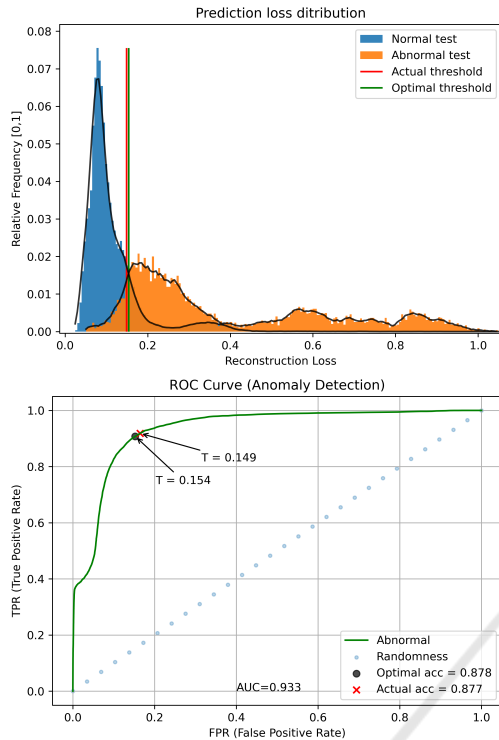 Prediction loss ditribution
0.08
0.07
0.06
0.05
0.04
0.03
0.02
0.01
0.00
Relative Frequency [0,1]
Normal test
Abnormal test
Actual threshold
Optimal threshold
0.0 0.2 0.4 0.6 0.8 1.0
Reconstruction Loss
ROC Curve (Anomaly Detection)
1.0
0.8
0.6
0.4
0.2
0.0
TPR (True Positive Rate)
T = 0.149
T = 0.154
Abnormal
Randomness
Optimal acc = 0.878
Actual acc = 0.877
AUC=0.933
0.0 0.2 0.4 0.6 0.8 1.0
FPR (False Positive Rate)